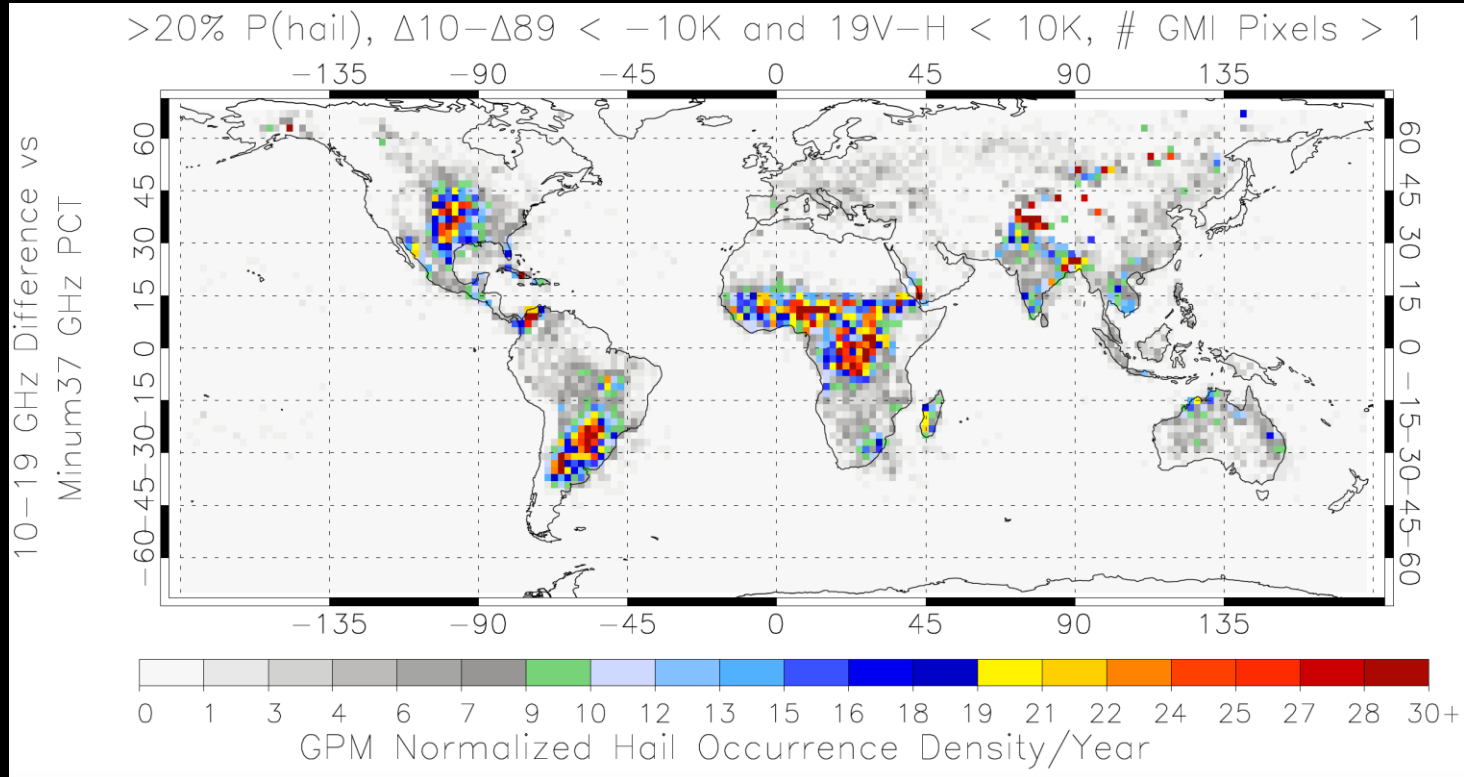 >20% P(hail), Δ10−Δ89 < −10K and 19V−H < 10K, # GMI Pixels > 1
10−19 GHz Difference vs
Minum37 GHz PCT
−135 −90 −45 0 45 90 135
60 45 30 15 0 −15 −30 −45 −60
60 45 30 15 0 −15 −30 −45 −60
−135 −90 −45 0 45 90 135
0 1 3 4 6 7 9 10 12 13 15 16 18 19 21 22 24 25 27 28 30+
GPM Normalized Hail Occurrence Density/Year